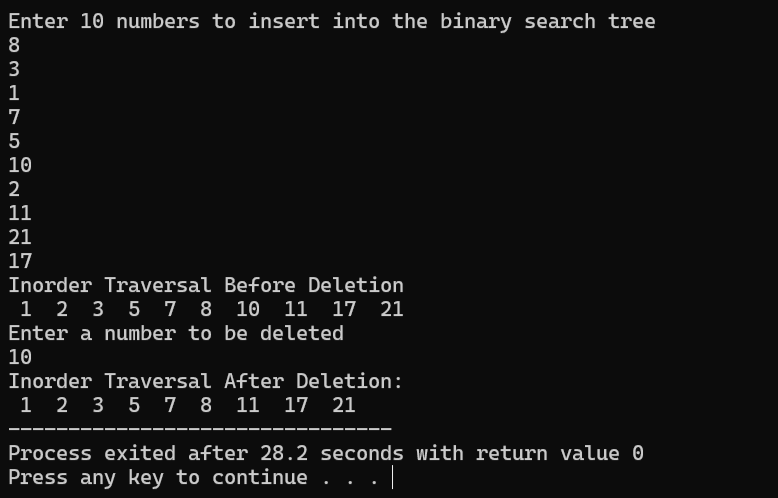 Enter 10 numbers to insert into the binary search tree
8
3
1
7
5
10
2
11
21
17
Inorder Traversal Before Deletion
 1  2  3  5  7  8  10  11  17  21
Enter a number to be deleted
10
Inorder Traversal After Deletion:
 1  2  3  5  7  8  11  17  21
--------------------------------
Process exited after 28.2 seconds with return value 0
Press any key to continue . . .